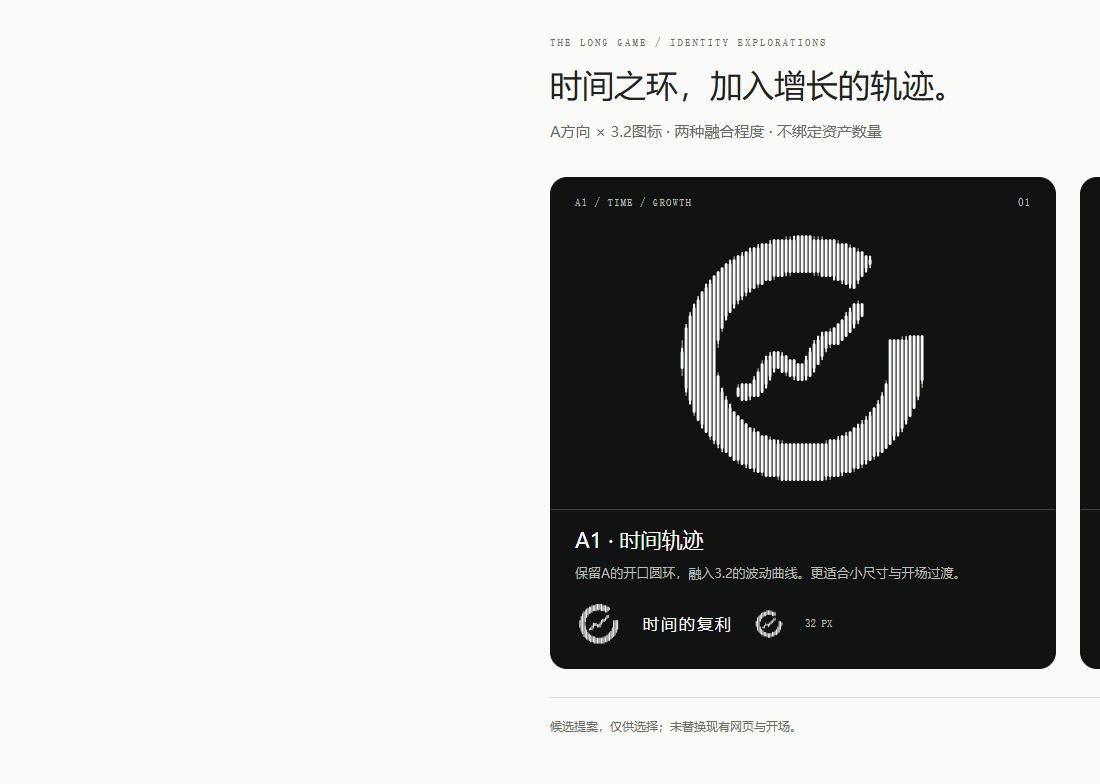 THE LONG GAME / IDENTITY EXPLORATIONS
时间之环，加入增长的轨迹。
A方向 × 3.2图标 · 两种融合程度 · 不绑定资产数量
A1 / TIME / GROWTH
01
A1 · 时间轨迹
保留A的开口圆环，融入3.2的波动曲线。更适合小尺寸与开场过渡。
时间的复利
32 PX
候选提案，仅供选择；未替换现有网页与开场。